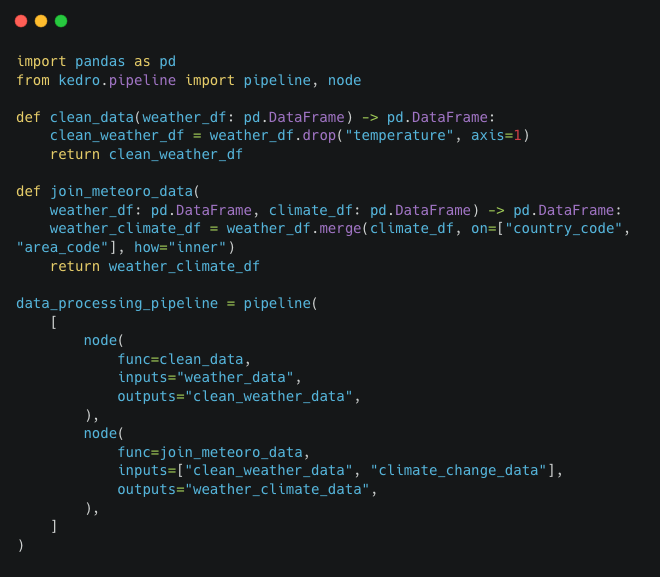 import pandas as pd
from kedro.pipeline import pipeline, node

def clean_data(weather_df: pd.DataFrame) -> pd.DataFrame:
    clean_weather_df = weather_df.drop("temperature", axis=1)
    return clean_weather_df

def join_meteoro_data(
    weather_df: pd.DataFrame, climate_df: pd.DataFrame) -> pd.DataFrame:
    weather_climate_df = weather_df.merge(climate_df, on=["country_code",
"area_code"], how="inner")
    return weather_climate_df

data_processing_pipeline = pipeline(
    [
        node(
            func=clean_data,
            inputs="weather_data",
            outputs="clean_weather_data",
        ),
        node(
            func=join_meteoro_data,
            inputs=["clean_weather_data", "climate_change_data"],
            outputs="weather_climate_data",
        ),
    ]
)